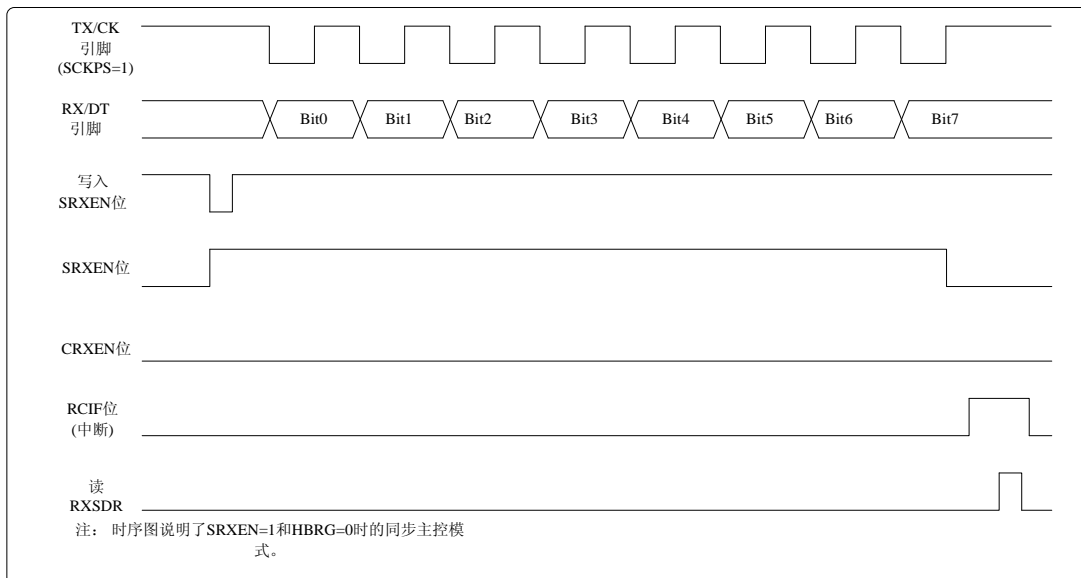 TX/CK
引脚
(SCKPS=1)
RX/DT
引脚
Bit0
Bit1
Bit2
Bit3
Bit4
Bit5
Bit6
Bit7
写入
SRXEN位
SRXEN位
CRXEN位
RCIF位
(中断)
读
RXSDR
注： 时序图说明了SRXEN=1和HBRG=0时的同步主控模
式。